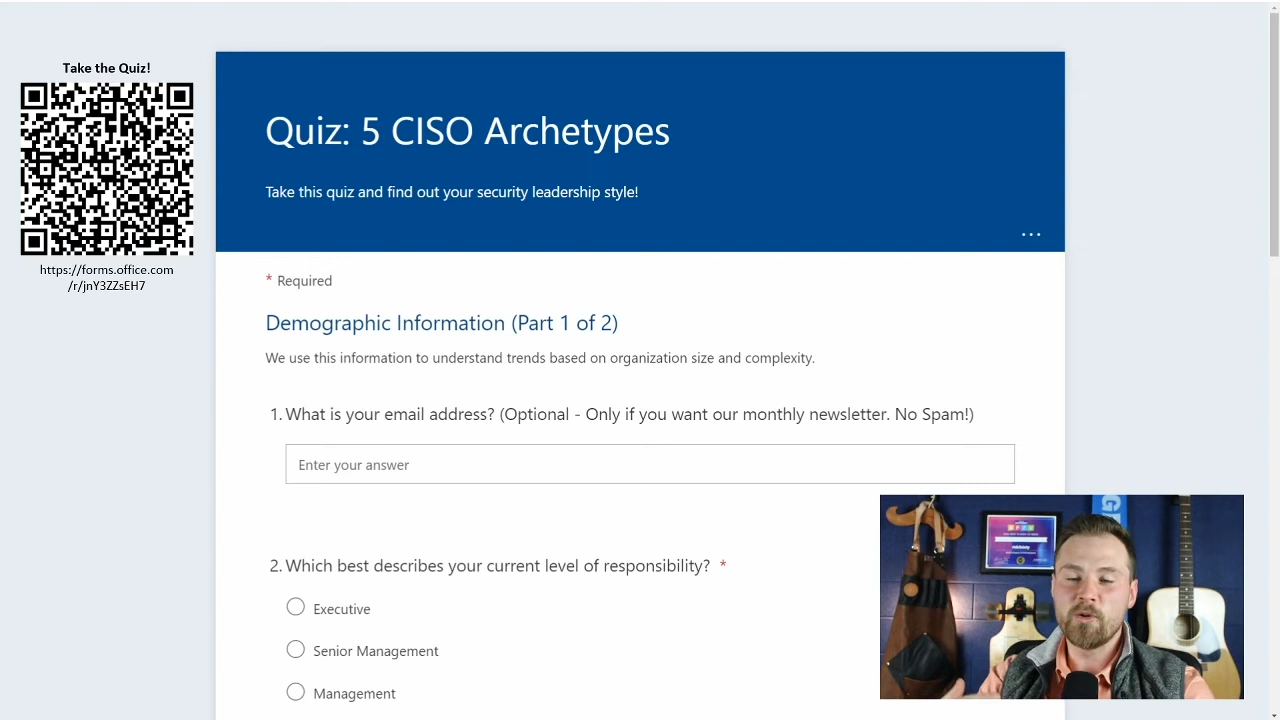 Take the Quiz!
https://forms.office.com
/r/jnY3ZZsEH7
Quiz: 5 CISO Archetypes
Take this quiz and find out your security leadership style!
...
* Required
Demographic Information (Part 1 of 2)
We use this information to understand trends based on organization size and complexity.
1. What is your email address? (Optional - Only if you want our monthly newsletter. No Spam!)
Enter your answer
2. Which best describes your current level of responsibility? *
Executive
Senior Management
Management